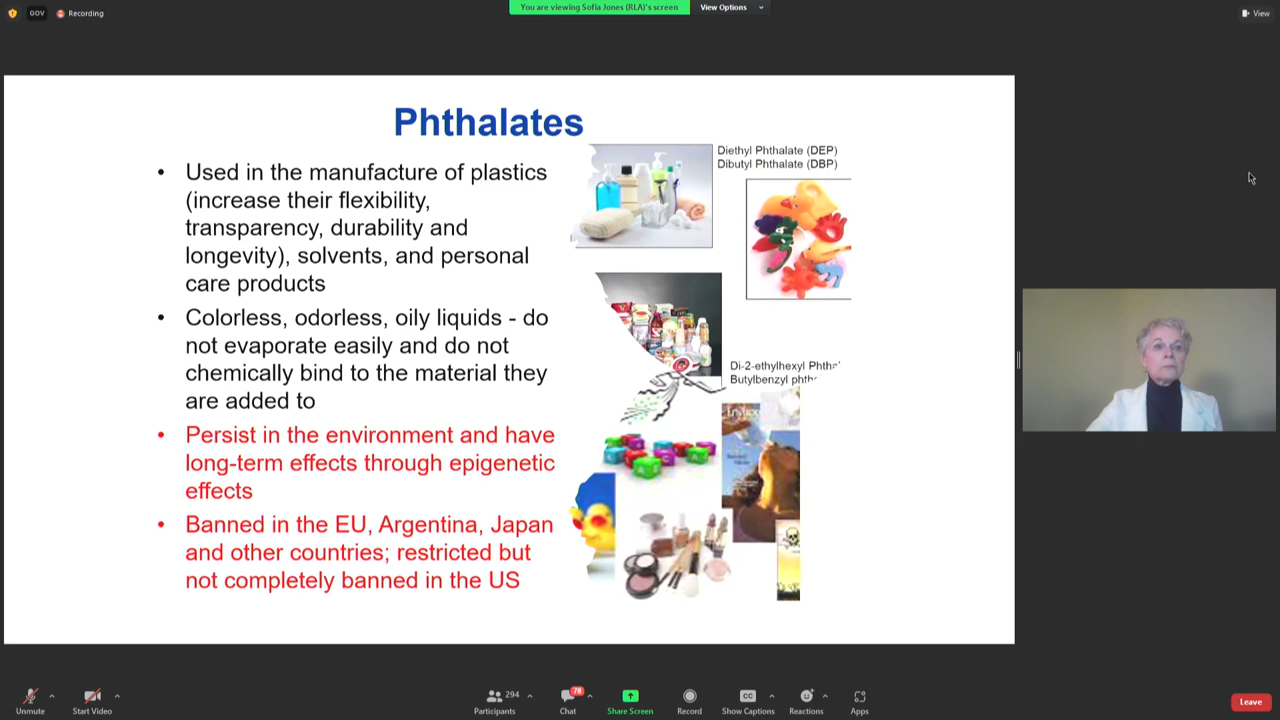 GOV
Recording
You are viewing Sofia Jones (RLA)'s screen
View Options
View
Phthalates
• Used in the manufacture of plastics
(increase their flexibility,
transparency, durability and
longevity), solvents, and personal
care products
• Colorless, odorless, oily liquids - do
not evaporate easily and do not
chemically bind to the material they
are added to
• Persist in the environment and have
long-term effects through epigenetic
effects
• Banned in the EU, Argentina, Japan
and other countries; restricted but
not completely banned in the US
Diethyl Phthalate (DEP)
Dibutyl Phthalate (DBP)
Di-2-ethylhexyl
Butylbenzyl
Unmute
Start Video
294
Participants
78
Chat
Share Screen
Record
CC
Show Captions
Reactions
Apps
Leave